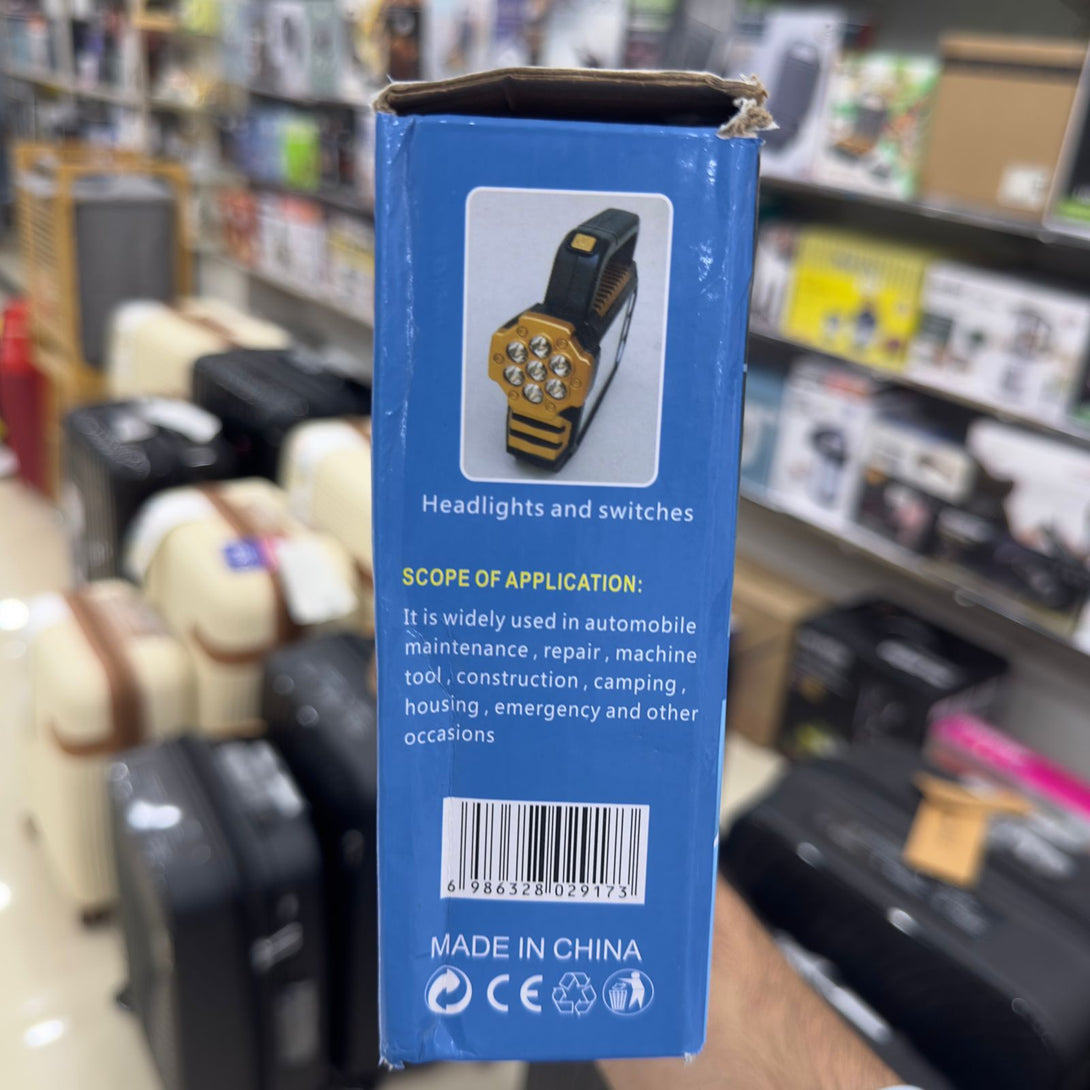 Headlights and switches
SCOPE OF APPLICATION:
It is widely used in automobile
maintenance , repair , machine
tool , construction , camping ,
housing , emergency and other
occasions
6 986328 029173
MADE IN CHINA
CE